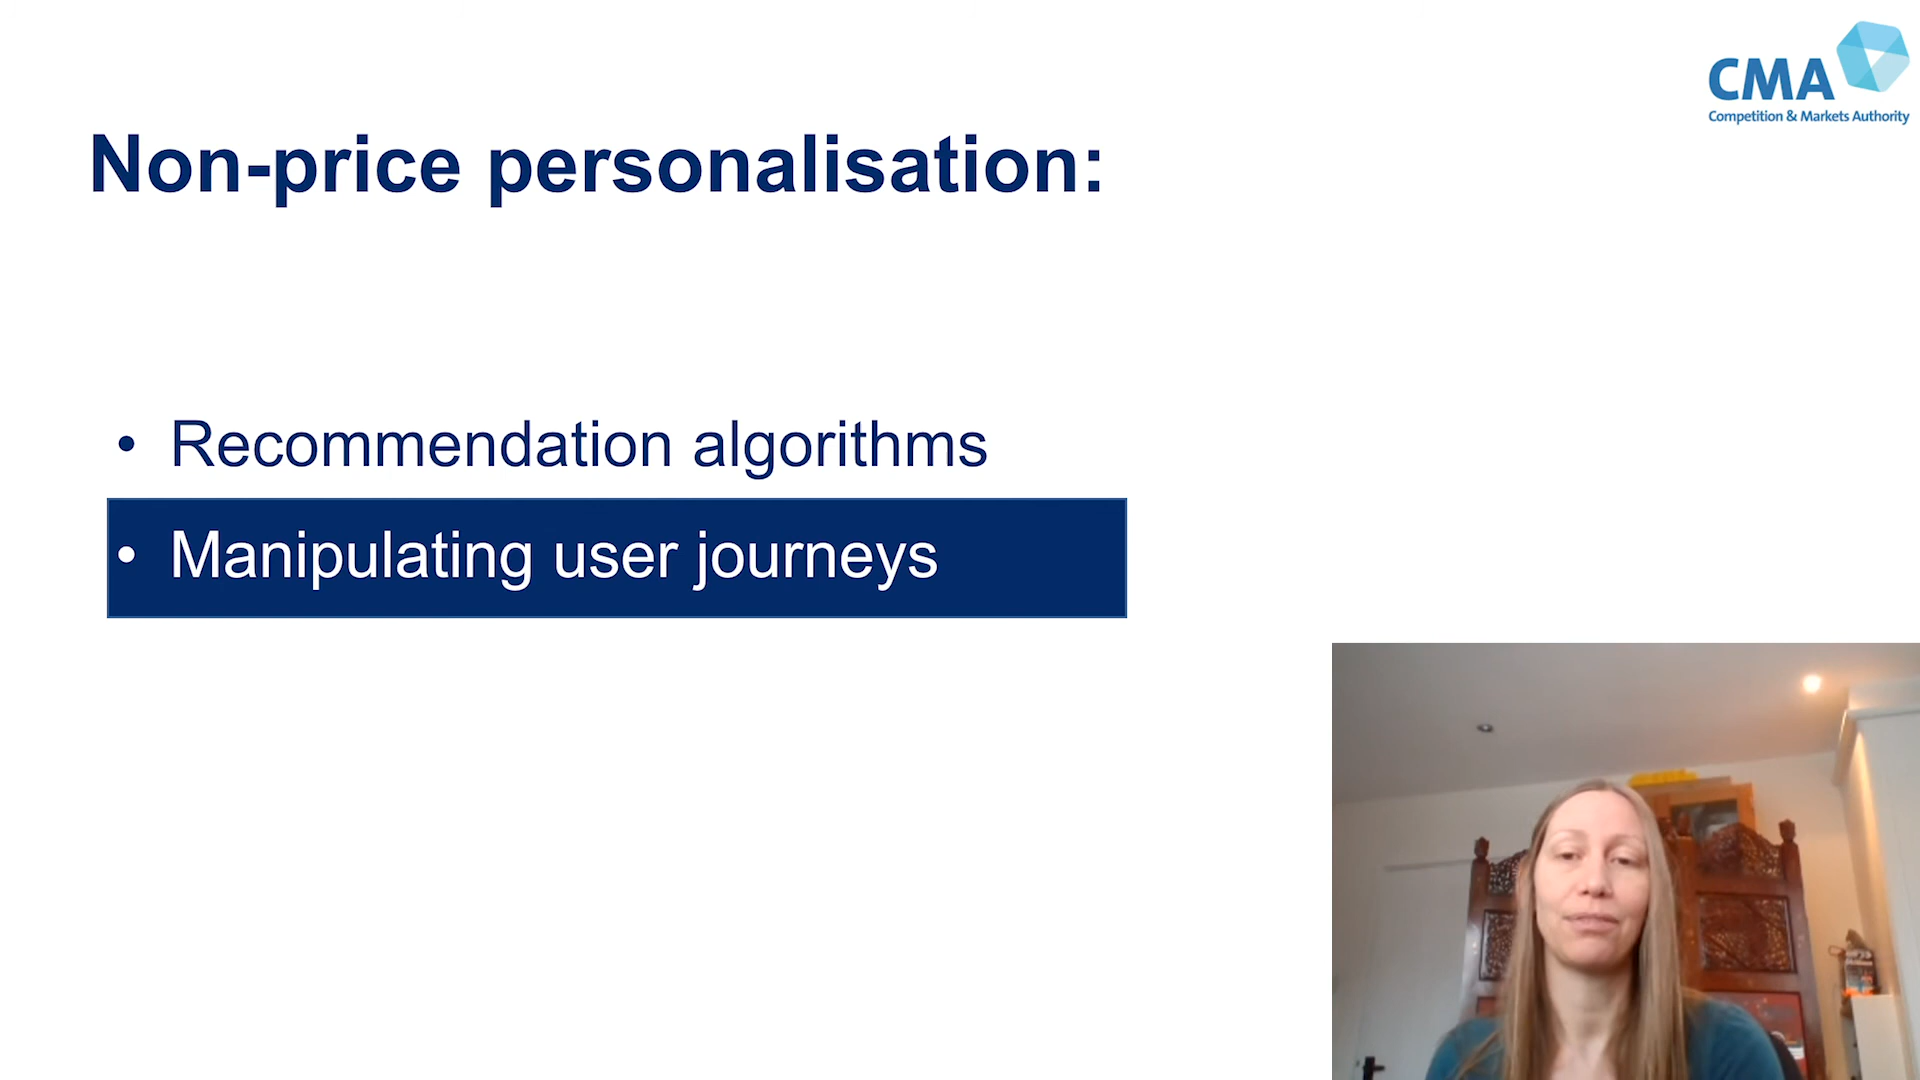 CMA
Competition & Markets Authority
Non-price personalisation:
• Recommendation algorithms
• Manipulating user journeys